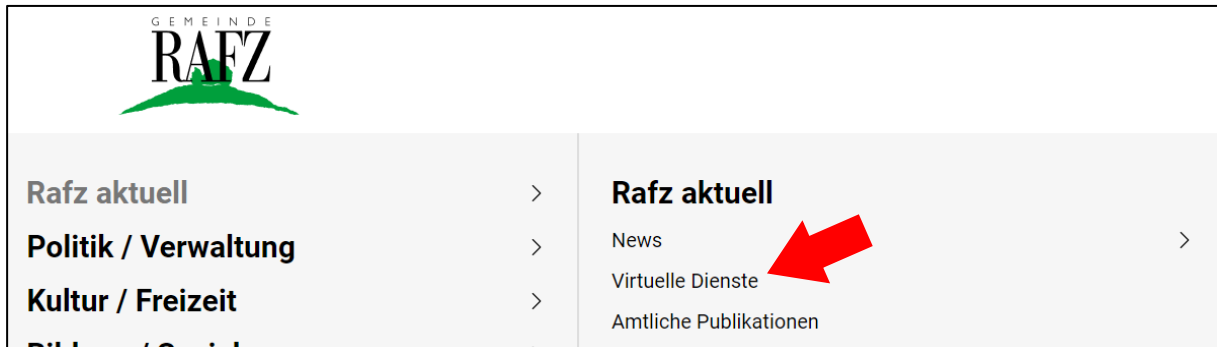 GEMEINDE
RAFZ
Rafz aktuell
Politik / Verwaltung
Kultur / Freizeit
Rafz aktuell
News
Virtuelle Dienste
Amtliche Publikationen